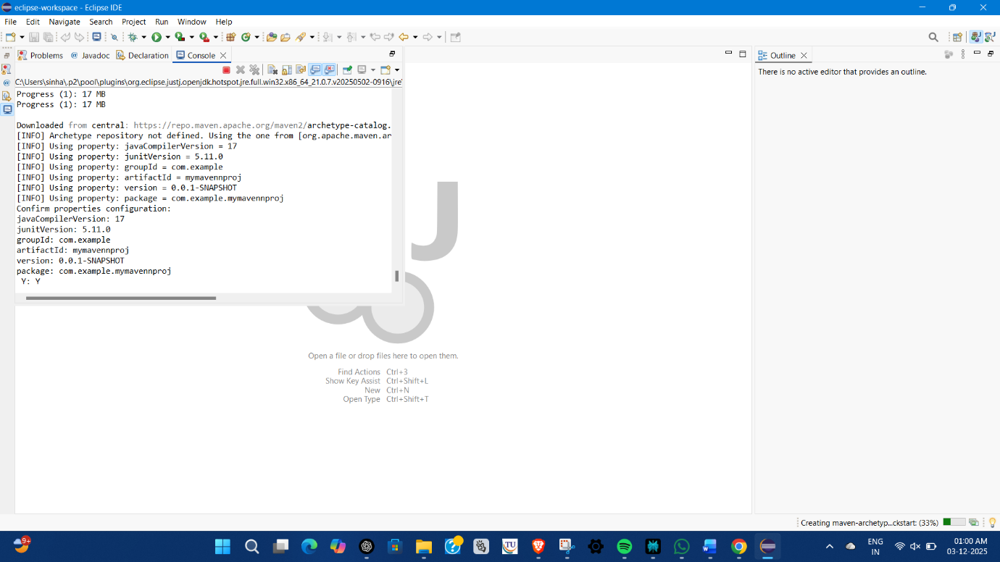 eclipse-workspace - Eclipse IDE
File Edit Navigate Search Project Run Window Help
Problems @ Javadoc Declaration Console
Outline
C:\Users\sinha\.p2\pool\plugins\org.eclipse.justj.openjdk.hotspot.jre.full.win32.x86_64_21.0.7.v20250502-0916\jre\
There is no active editor that provides an outline.
Progress (1): 17 MB
Progress (1): 17 MB
Downloaded from central: https://repo.maven.apache.org/maven2/archetype-catalog.
[INFO] Archetype repository not defined. Using the one from [org.apache.maven.ar
[INFO] Using property: javaCompilerVersion = 17
[INFO] Using property: junitVersion = 5.11.0
[INFO] Using property: groupId = com.example
[INFO] Using property: artifactId = mymavennproj
[INFO] Using property: version = 0.0.1-SNAPSHOT
[INFO] Using property: package = com.example.mymavennproj
Confirm properties configuration:
javaCompilerVersion: 17
junitVersion: 5.11.0
groupId: com.example
artifactId: mymavennproj
version: 0.0.1-SNAPSHOT
package: com.example.mymavennproj
Y: Y
Open a file or drop files here to open them.
Find Actions Ctrl+3
Show Key Assist Ctrl+Shift+L
New Ctrl+N
Open Type Ctrl+Shift+T
Creating maven-archetyp...ckstart: (33%)
9+
TU
ENG
IN
01:00 AM
03-12-2025